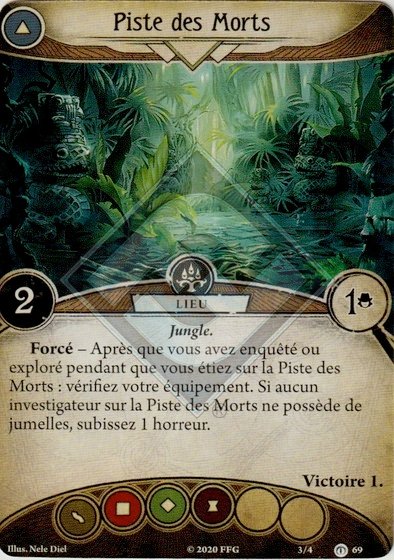 Piste des Morts
2
1
LIEU
Jungle.
Forcé – Après que vous avez enquêté ou
exploré pendant que vous étiez sur la Piste des
Morts : vérifiez votre équipement. Si aucun
investigateur sur la Piste des Morts ne possède de
jumelles, subissez 1 horreur.
Victoire 1.
Illus. Nele Diel
© 2020 FFG
3/4
69